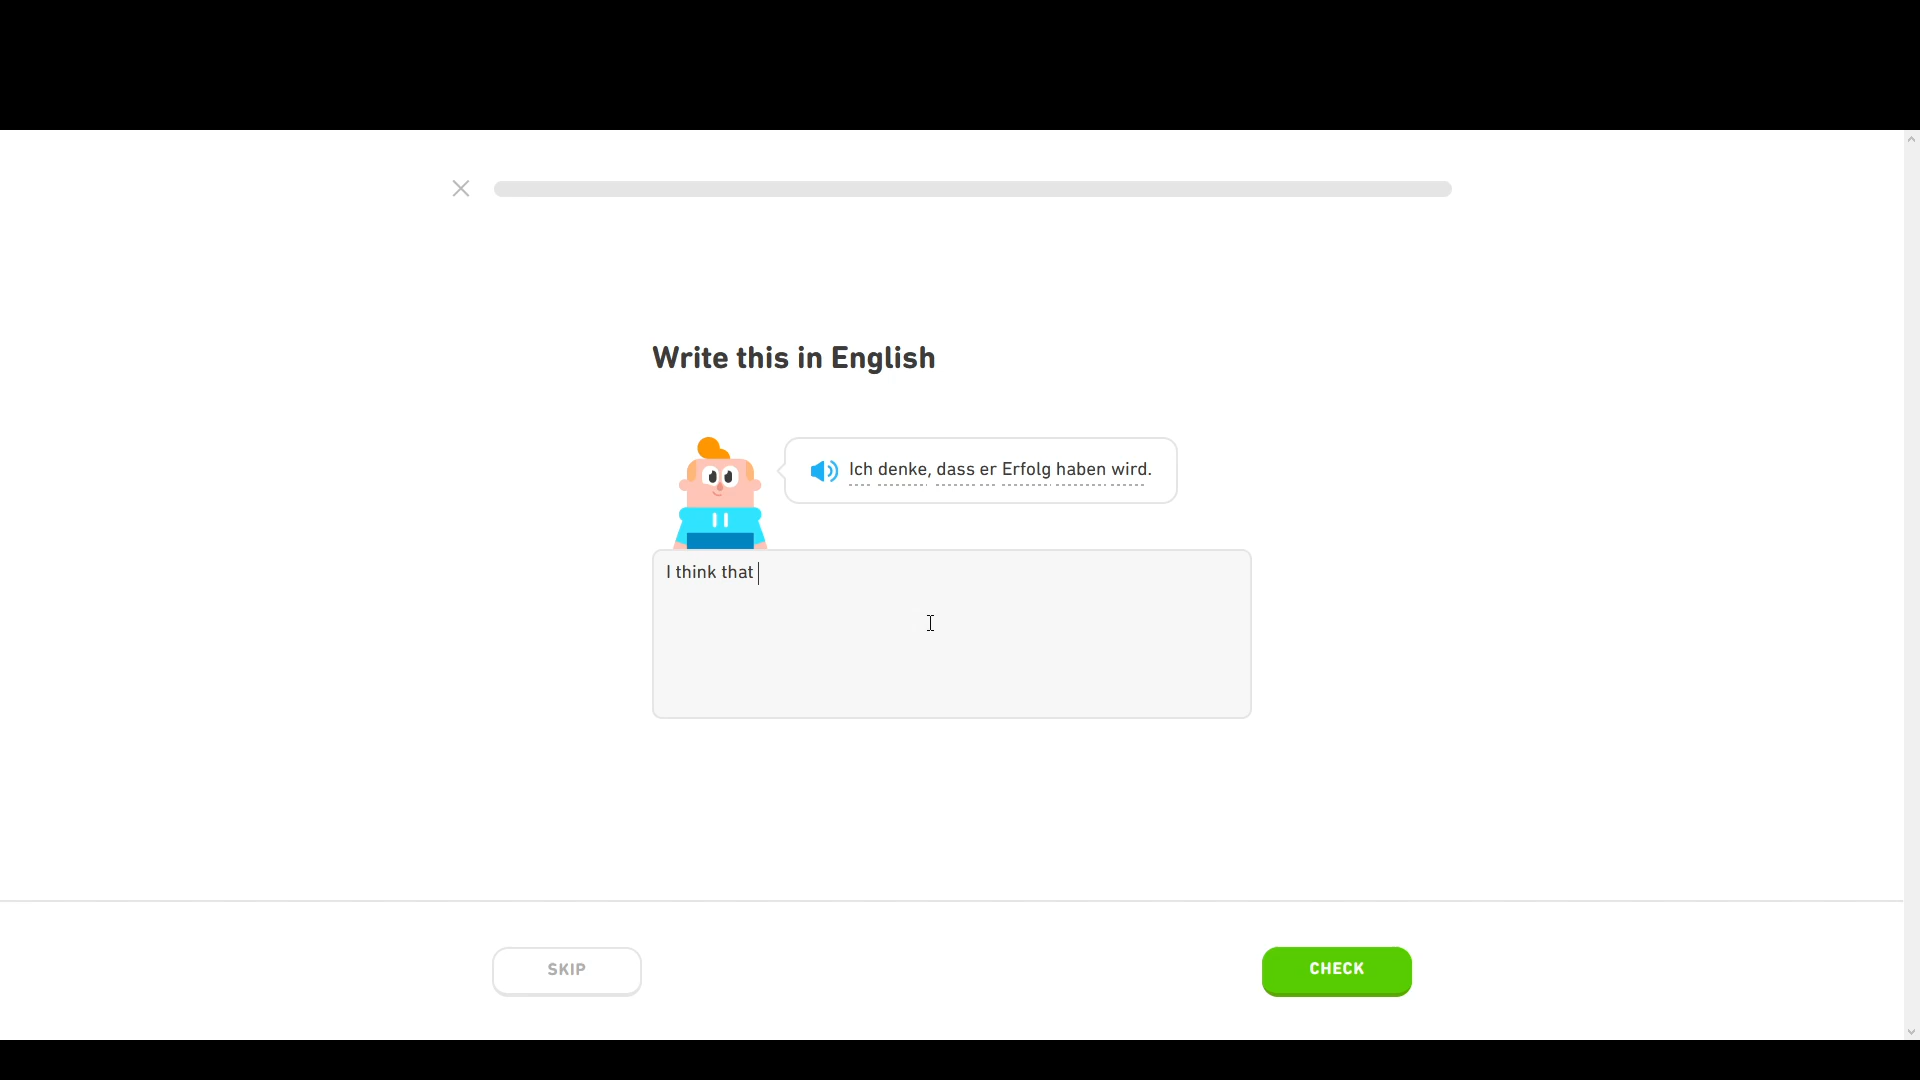 Write this in English
Ich denke, dass er Erfolg haben wird.
I think that
SKIP
CHECK